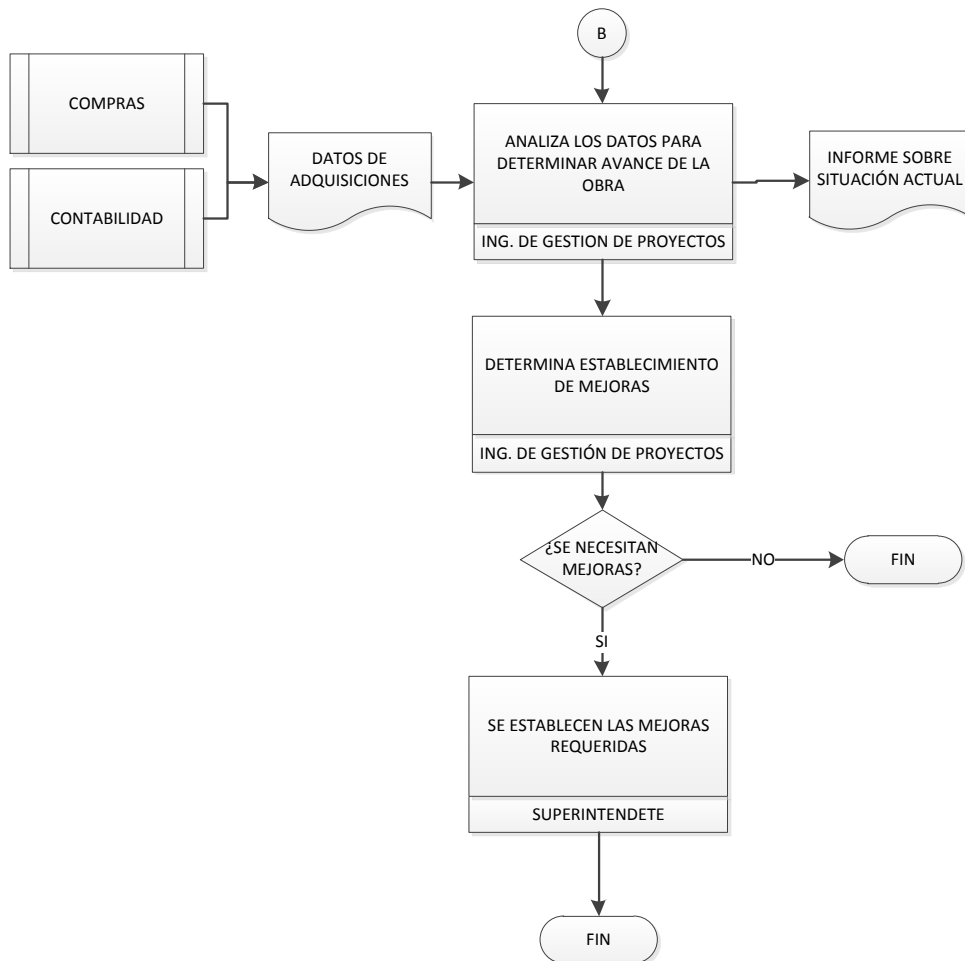 B
COMPRAS
CONTABILIDAD
DATOS DE
ADQUISICIONES
ANALIZA LOS DATOS PARA
DETERMINAR AVANCE DE LA
OBRA
ING. DE GESTION DE PROYECTOS
INFORME SOBRE
SITUACIÓN ACTUAL
DETERMINA ESTABLECIMIENTO
DE MEJORAS
ING. DE GESTIÓN DE PROYECTOS
¿SE NECESITAN
MEJORAS?
NO
FIN
SI
SE ESTABLECEN LAS MEJORAS
REQUERIDAS
SUPERINTENDETE
FIN